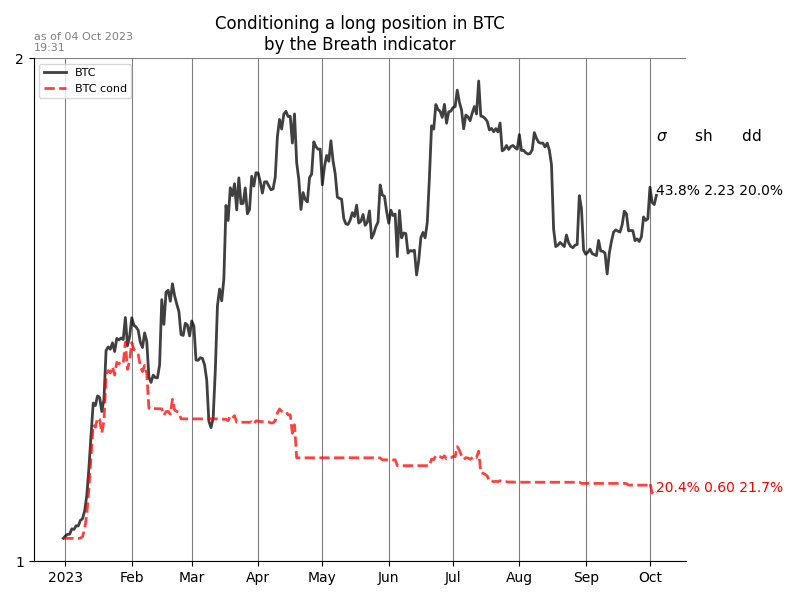 Conditioning a long position in BTC
by the Breath indicator
as of 04 Oct 2023
19:31
2
BTC
BTC cond
σ sh dd
43.8% 2.23 20.0%
20.4% 0.60 21.7%
1
2023 Feb Mar Apr May Jun Jul Aug Sep Oct